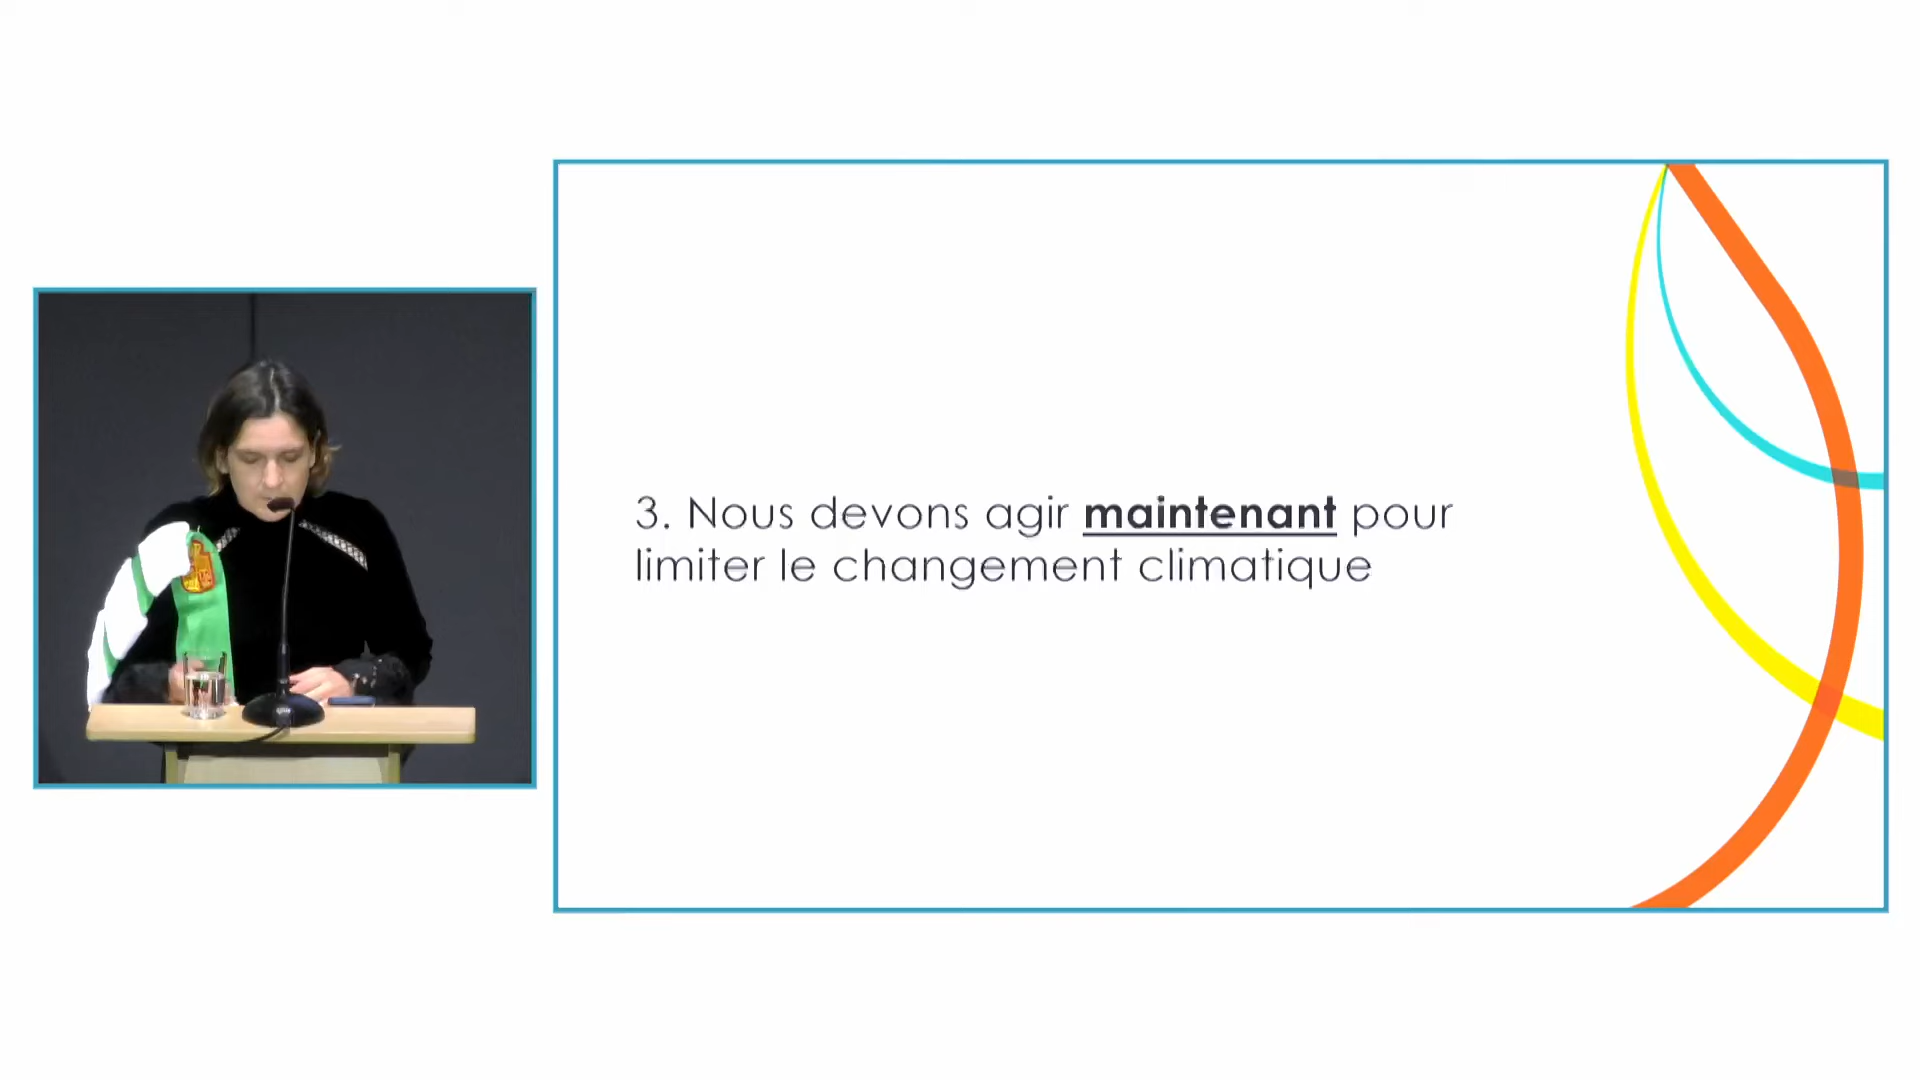 3. Nous devons agir maintenant pour
limiter le changement climatique